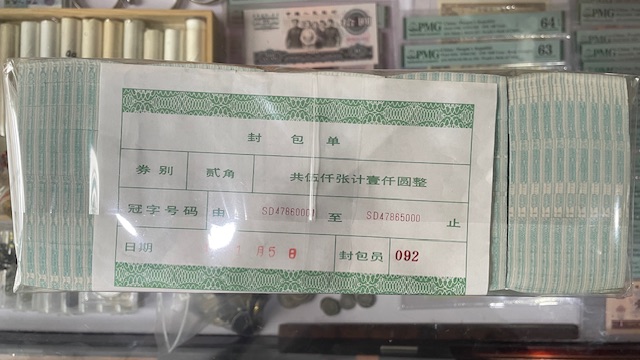 PMG
64
PMG
63
封包单
券别 贰角 共伍仟张计壹仟圆整
冠字号码 由 SD47860001 至 SD47865000 止
日期 1月5日 封包员 092